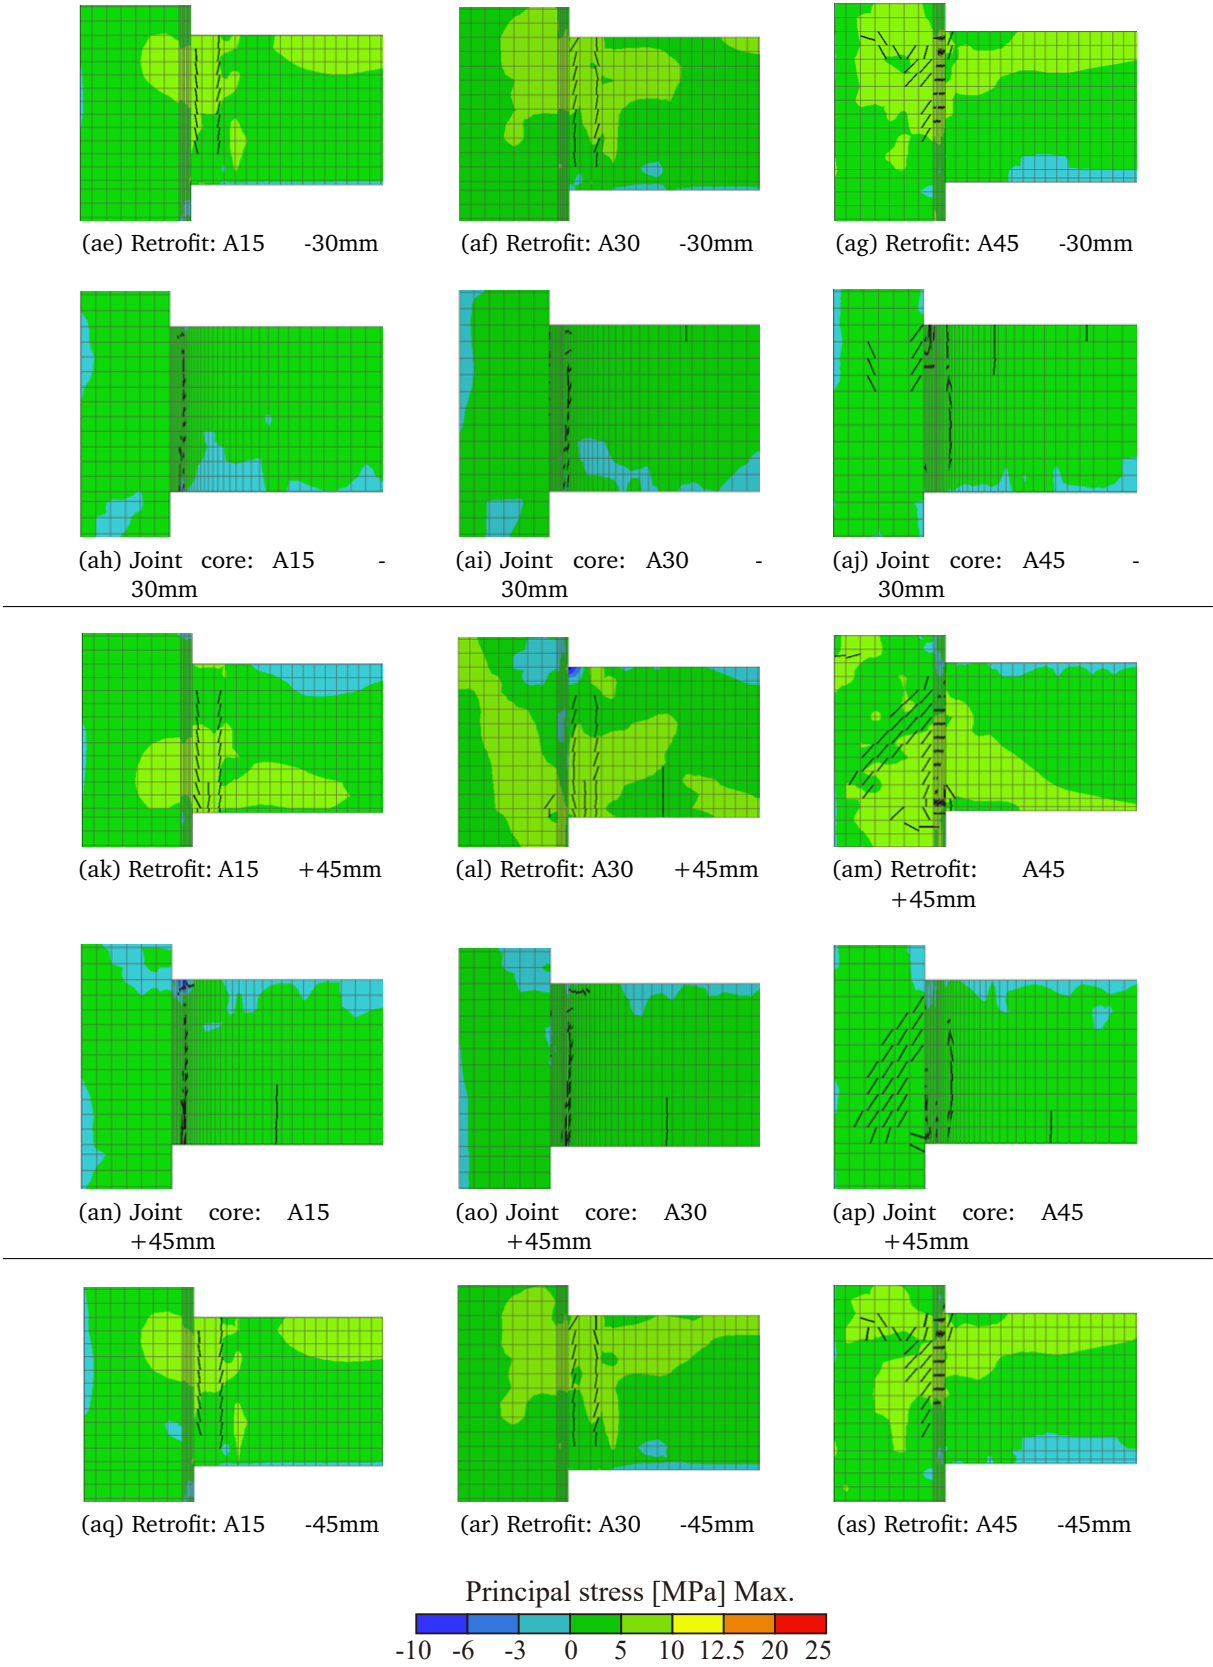 (ae) Retrofit: A15 -30mm
(af) Retrofit: A30 -30mm
(ag) Retrofit: A45 -30mm
(ah) Joint core: A15 -
30mm
(ai) Joint core: A30 -
30mm
(aj) Joint core: A45 -
30mm
(ak) Retrofit: A15 +45mm
(al) Retrofit: A30 +45mm
(am) Retrofit: A45
+45mm
(an) Joint core: A15
+45mm
(ao) Joint core: A30
+45mm
(ap) Joint core: A45
+45mm
(aq) Retrofit: A15 -45mm
(ar) Retrofit: A30 -45mm
(as) Retrofit: A45 -45mm
Principal stress [MPa] Max.
-10 -6 -3 0 5 10 12.5 20 25